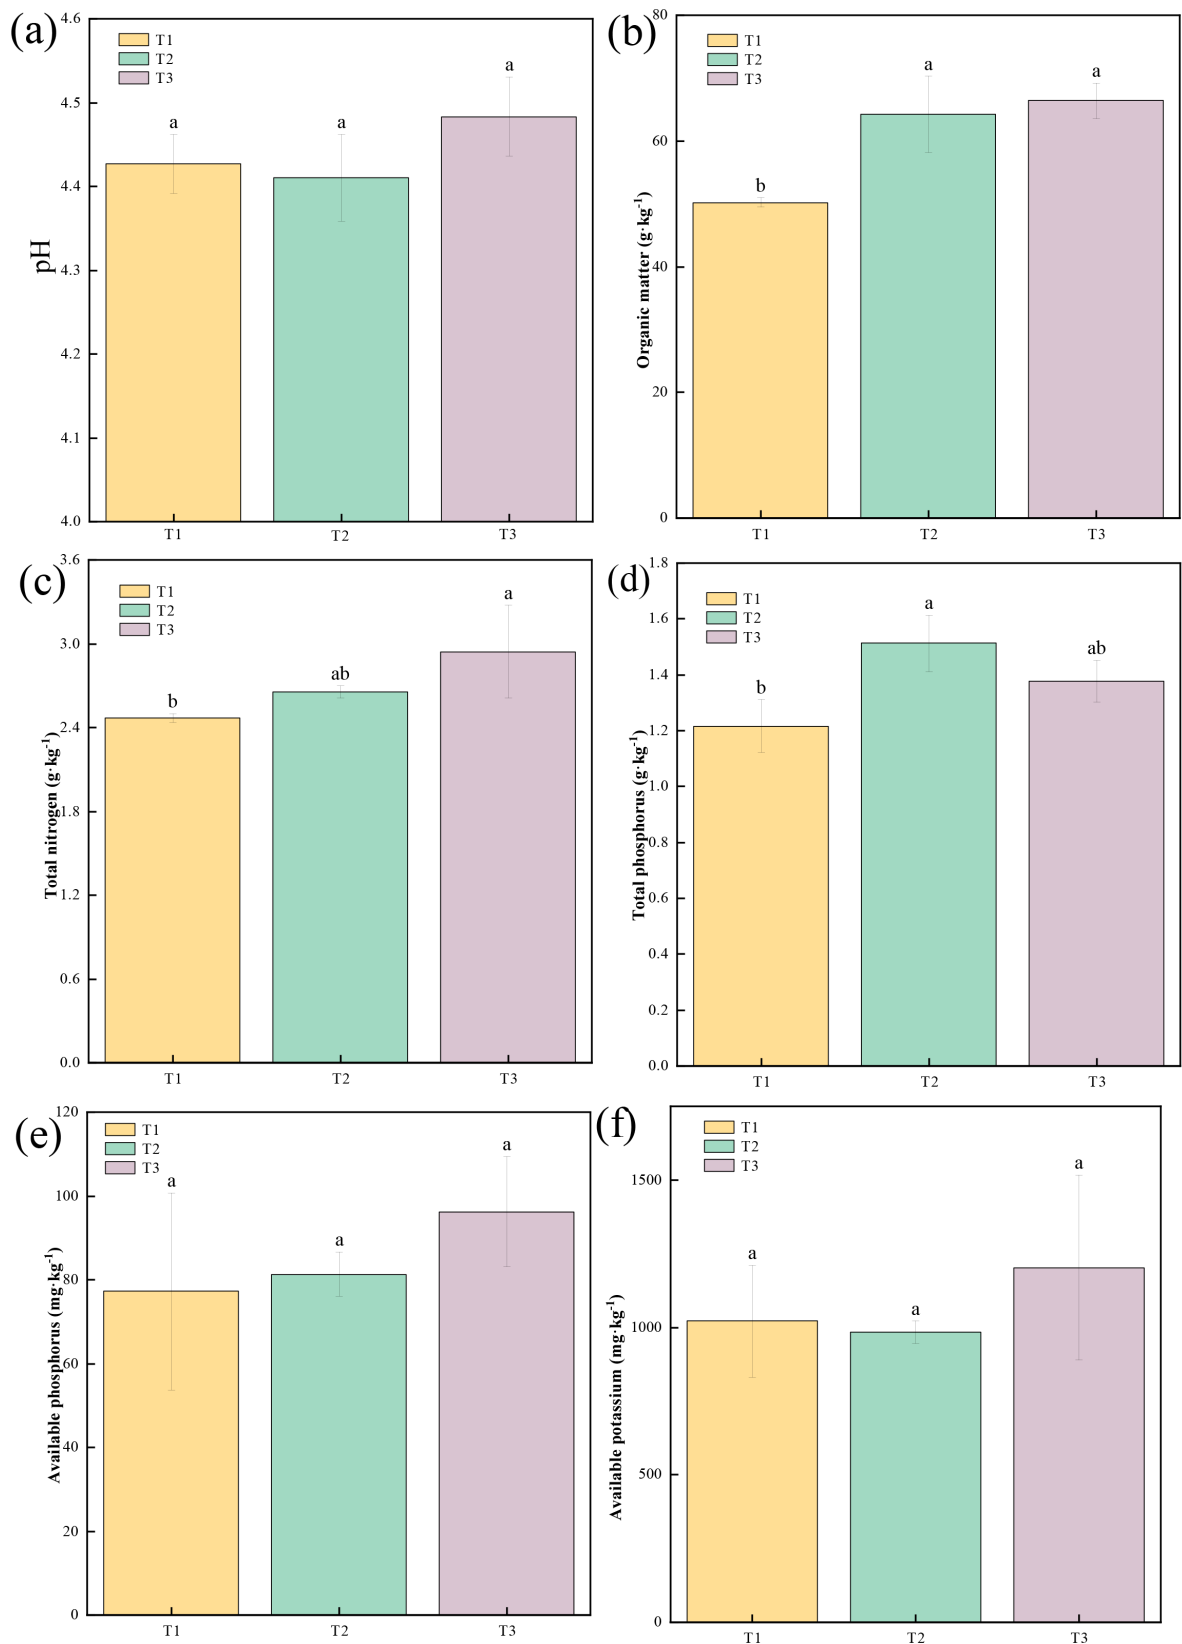 (a)
T1
T2
T3
4.6
4.5
4.4
4.3
4.2
4.1
4.0
pH
a
a
a
T1
T2
T3
(b)
T1
T2
T3
80
60
40
20
0
Organic matter (g·kg⁻¹)
b
a
a
T1
T2
T3
(c)
T1
T2
T3
3.6
3.0
2.4
1.8
1.2
0.6
0.0
Total nitrogen (g·kg⁻¹)
b
ab
a
T1
T2
T3
(d)
T1
T2
T3
1.8
1.6
1.4
1.2
1.0
0.8
0.6
0.4
0.2
0.0
Total phosphorus (g·kg⁻¹)
b
a
ab
T1
T2
T3
(e)
T1
T2
T3
120
100
80
60
40
20
0
Available phosphorus (mg·kg⁻¹)
a
a
a
T1
T2
T3
(f)
T1
T2
T3
1500
1000
500
0
Available potassium (mg·kg⁻¹)
a
a
a
T1
T2
T3